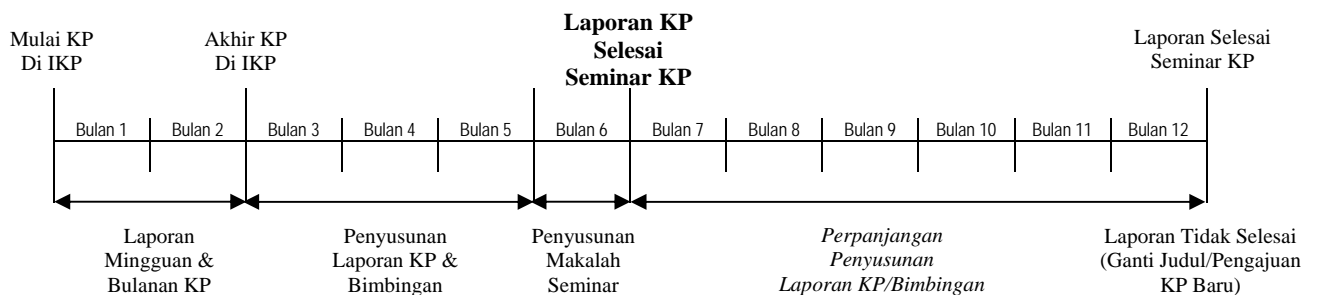 Mulai KP
Di IKP
Akhir KP
Di IKP
Laporan KP
Selesai
Seminar KP
Laporan Selesai
Seminar KP
Bulan 1
Bulan 2
Bulan 3
Bulan 4
Bulan 5
Bulan 6
Bulan 7
Bulan 8
Bulan 9
Bulan 10
Bulan 11
Bulan 12
Laporan
Mingguan &
Bulanan KP
Penyusunan
Laporan KP &
Bimbingan
Penyusunan
Makalah
Seminar
Perpanjangan
Penyusunan
Laporan KP/Bimbingan
Laporan Tidak Selesai
(Ganti Judul/Pengajuan
KP Baru)